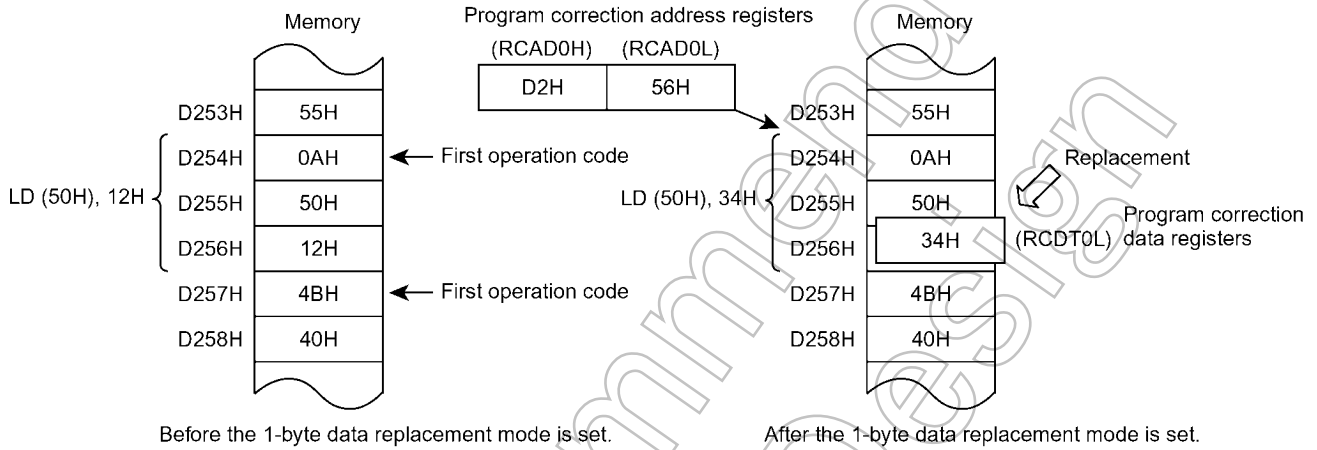 Program correction address registers
Memory
Memory
(RCAD0H) (RCAD0L)
D2H 56H
D253H 55H
D254H 0AH
First operation code
D255H 50H
LD (50H), 12H
D256H 12H
D257H 4BH
First operation code
D258H 40H
D253H 55H
D254H 0AH
Replacement
D255H 50H
LD (50H), 34H
D256H 34H
(RCDT0L)
Program correction
data registers
D257H 4BH
D258H 40H
Before the 1-byte data replacement mode is set.
After the 1-byte data replacement mode is set.